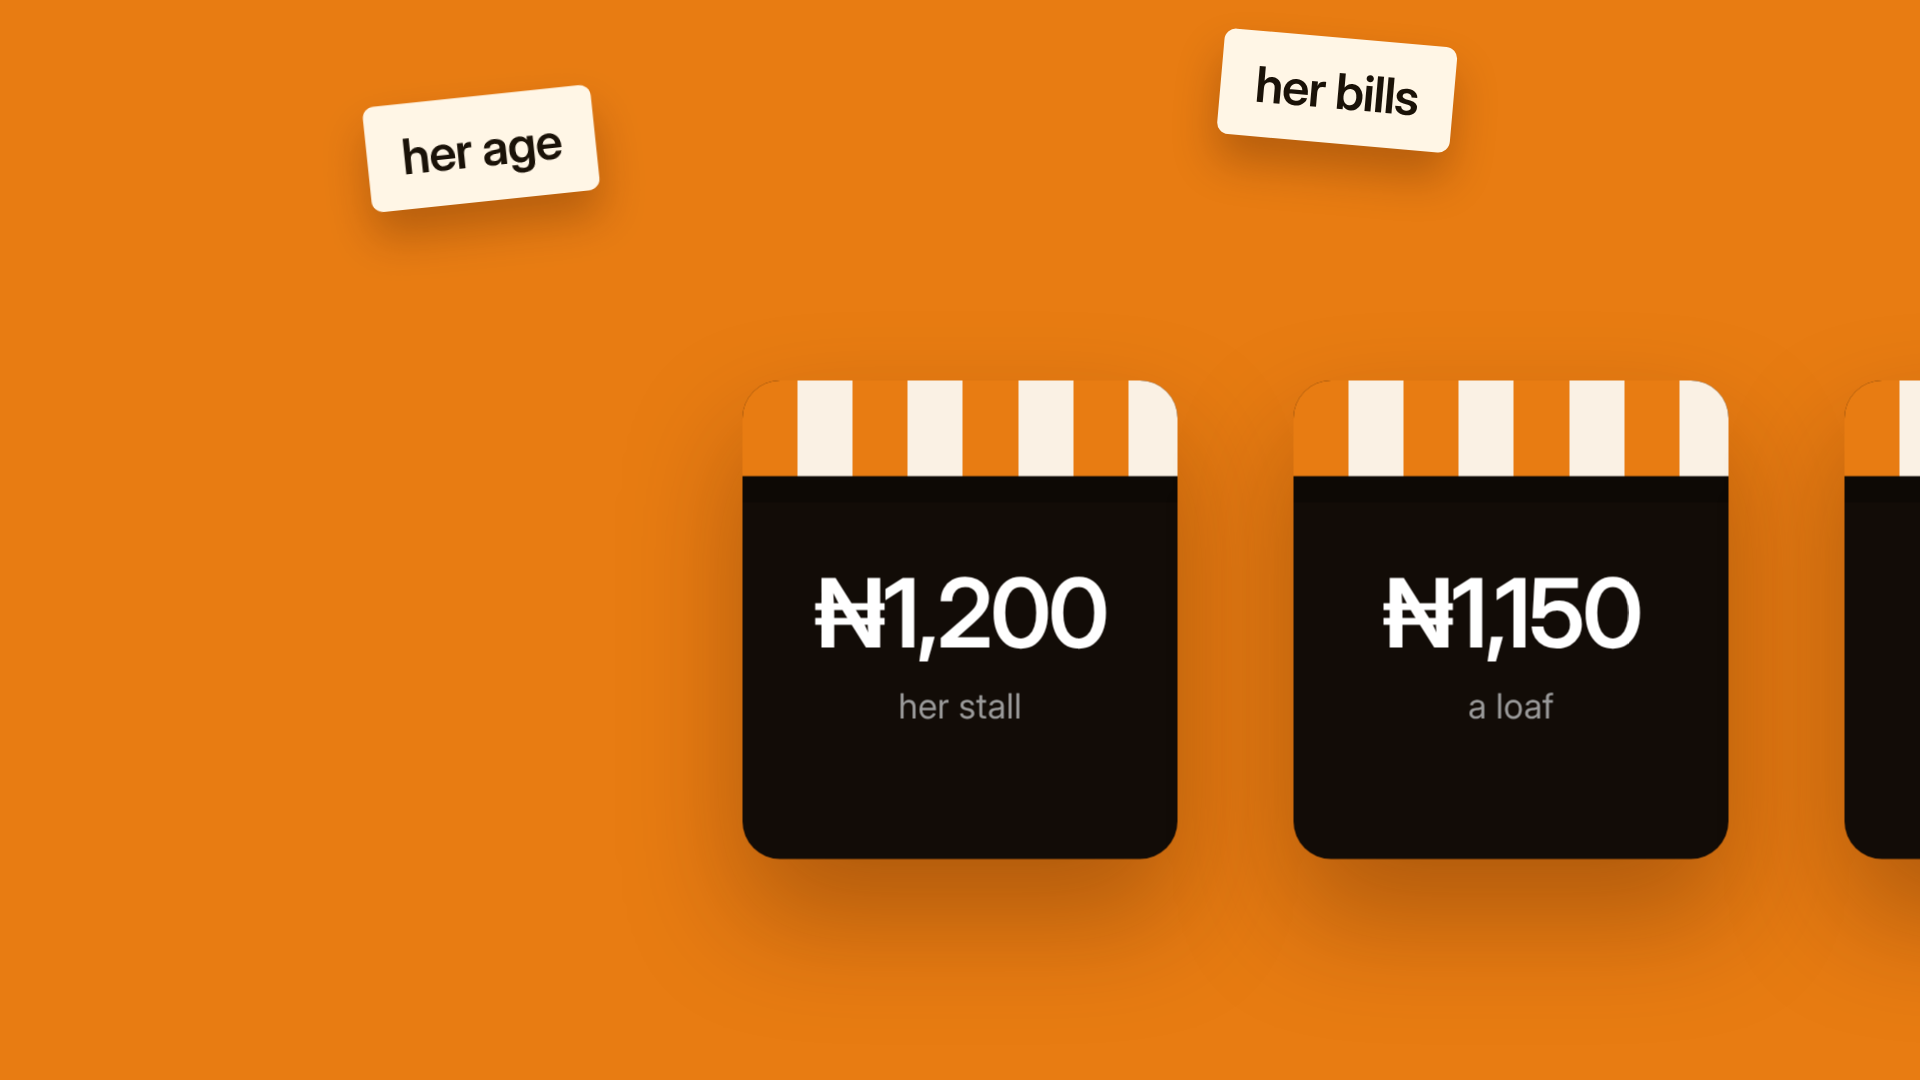 her age
her bills
₦1,200
her stall
₦1,150
a loaf